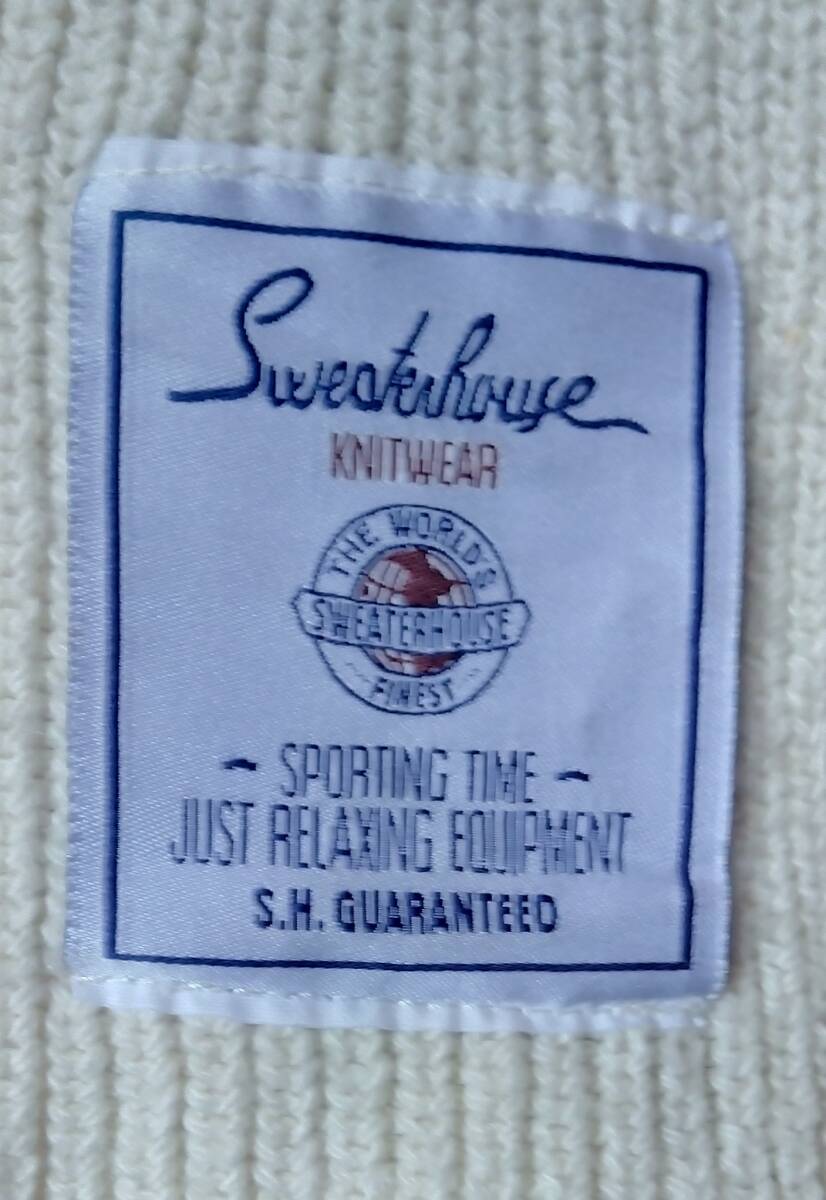 Sweaterhouse
KNITWEAR
THE WORLD'S
SWEATERHOUSE
FINEST
- SPORTING TIME -
JUST RELAXING EQUIPMENT
S.H. GUARANTEED